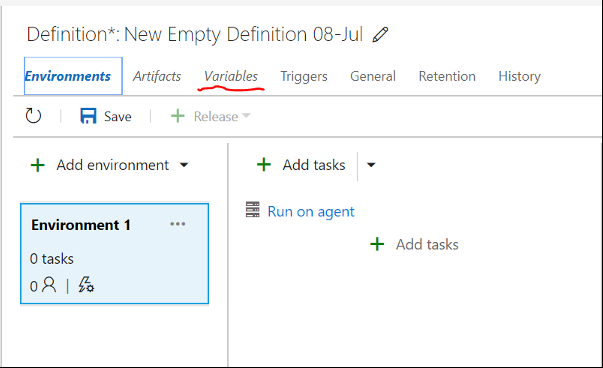 Definition*: New Empty Definition 08-Jul
Environments Artifacts Variables Triggers General Retention History
Save Release
Add environment Add tasks
Environment 1 ...
Run on agent
0 tasks
Add tasks
0 |